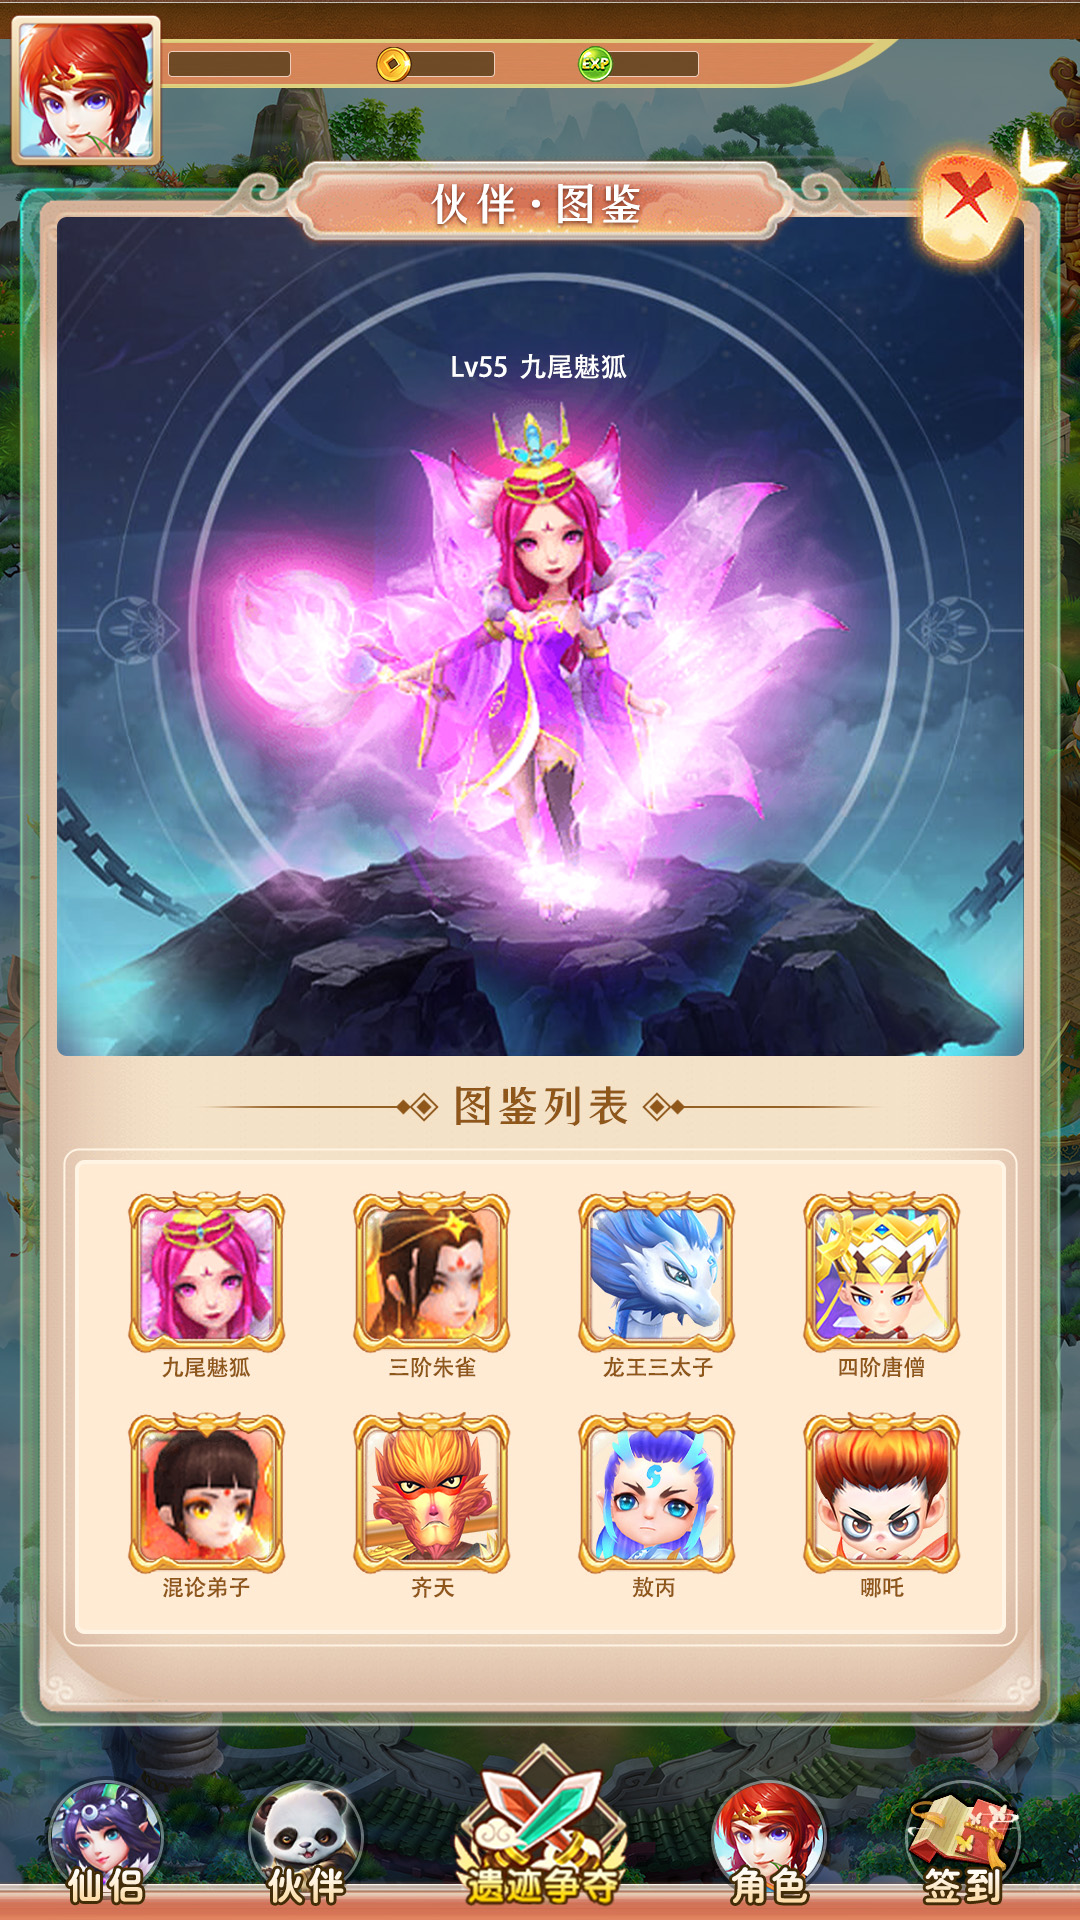 EXP
伙伴·图鉴
Lv55 九尾魅狐
图鉴列表
九尾魅狐 三阶朱雀 龙王三太子 四阶唐僧
混论弟子 齐天 敖丙 哪吒
仙侣 伙伴 遗迹争夺 角色 签到